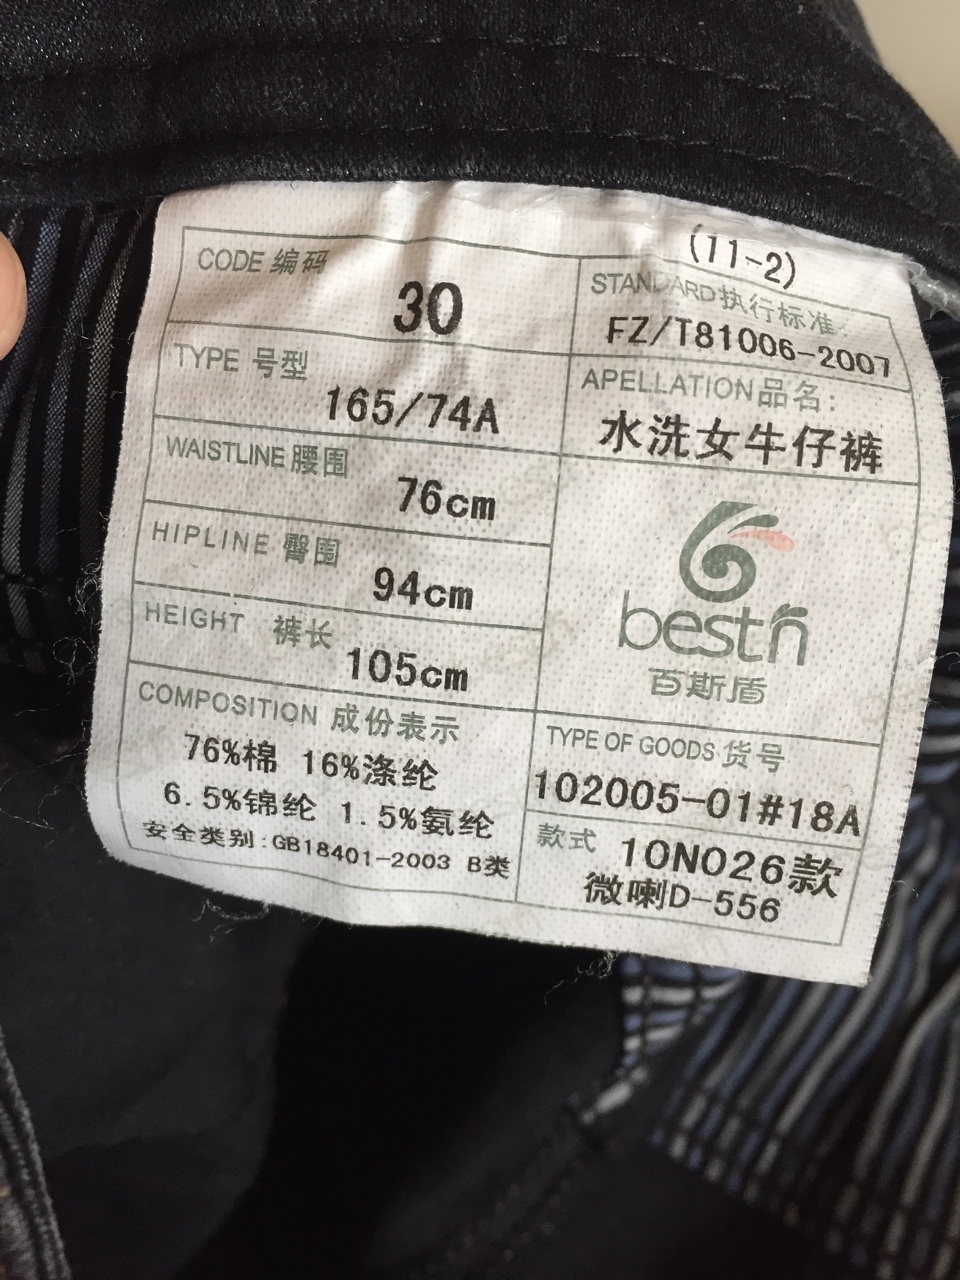 (11-2)
CODE 编码
30
STANDARD执行标准
FZ/T81006-2007
TYPE 号型
165/74A
APELLATION品名:
水洗女牛仔裤
WAISTLINE 腰围
76cm
HIPLINE 臀围
94cm
HEIGHT 裤长
105cm
bestn
百斯盾
COMPOSITION 成份表示
76%棉 16%涤纶
6.5%锦纶 1.5%氨纶
安全类别:GB18401-2003 B类
TYPE OF GOODS 货号
102005-01#18A
款式 10N026款
微喇D-556